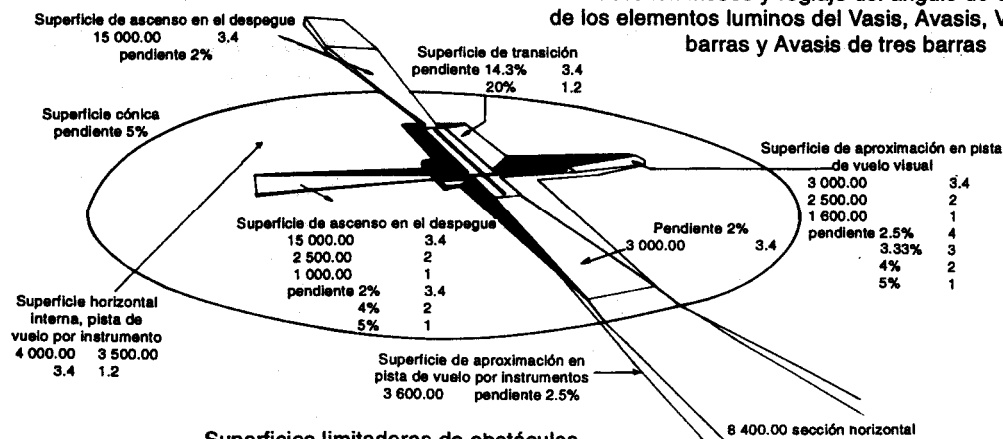 de los elementos luminos del Vasis, Avasis,
barras y Avasis de tres barras
Superficie de ascenso en el despegue
15 000.00 3.4
pendiente 2%
Superficie de transición
pendiente 14.3% 3.4
20% 1.2
Superficie cónica
pendiente 5%
Superficie de aproximación en pista
de vuelo visual
3 000.00 3.4
2 500.00 2
1 600.00 1
pendiente 2.5% 4
3.33% 3
4% 2
5% 1
Superficie de ascenso en el despegue
15 000.00 3.4
2 500.00 2
1 000.00 1
pendiente 2% 3.4
4% 2
5% 1
Pendiente 2%
3 000.00 3.4
Superficie horizontal
interna, pista de
vuelo por instrumento
4 000.00 3 500.00
3.4 1.2
Superficie de aproximación en
pista de vuelo por instrumentos
3 600.00 pendiente 2.5%
8 400.00 sección horizontal